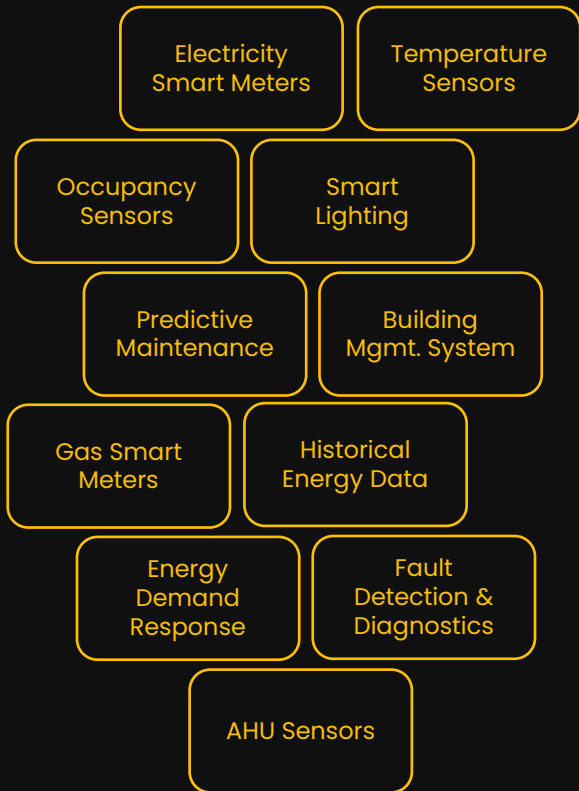 Electricity
Smart Meters
Temperature
Sensors
Occupancy
Sensors
Smart
Lighting
Predictive
Maintenance
Building
Mgmt. System
Gas Smart
Meters
Historical
Energy Data
Energy
Demand
Response
Fault
Detection &
Diagnostics
AHU Sensors